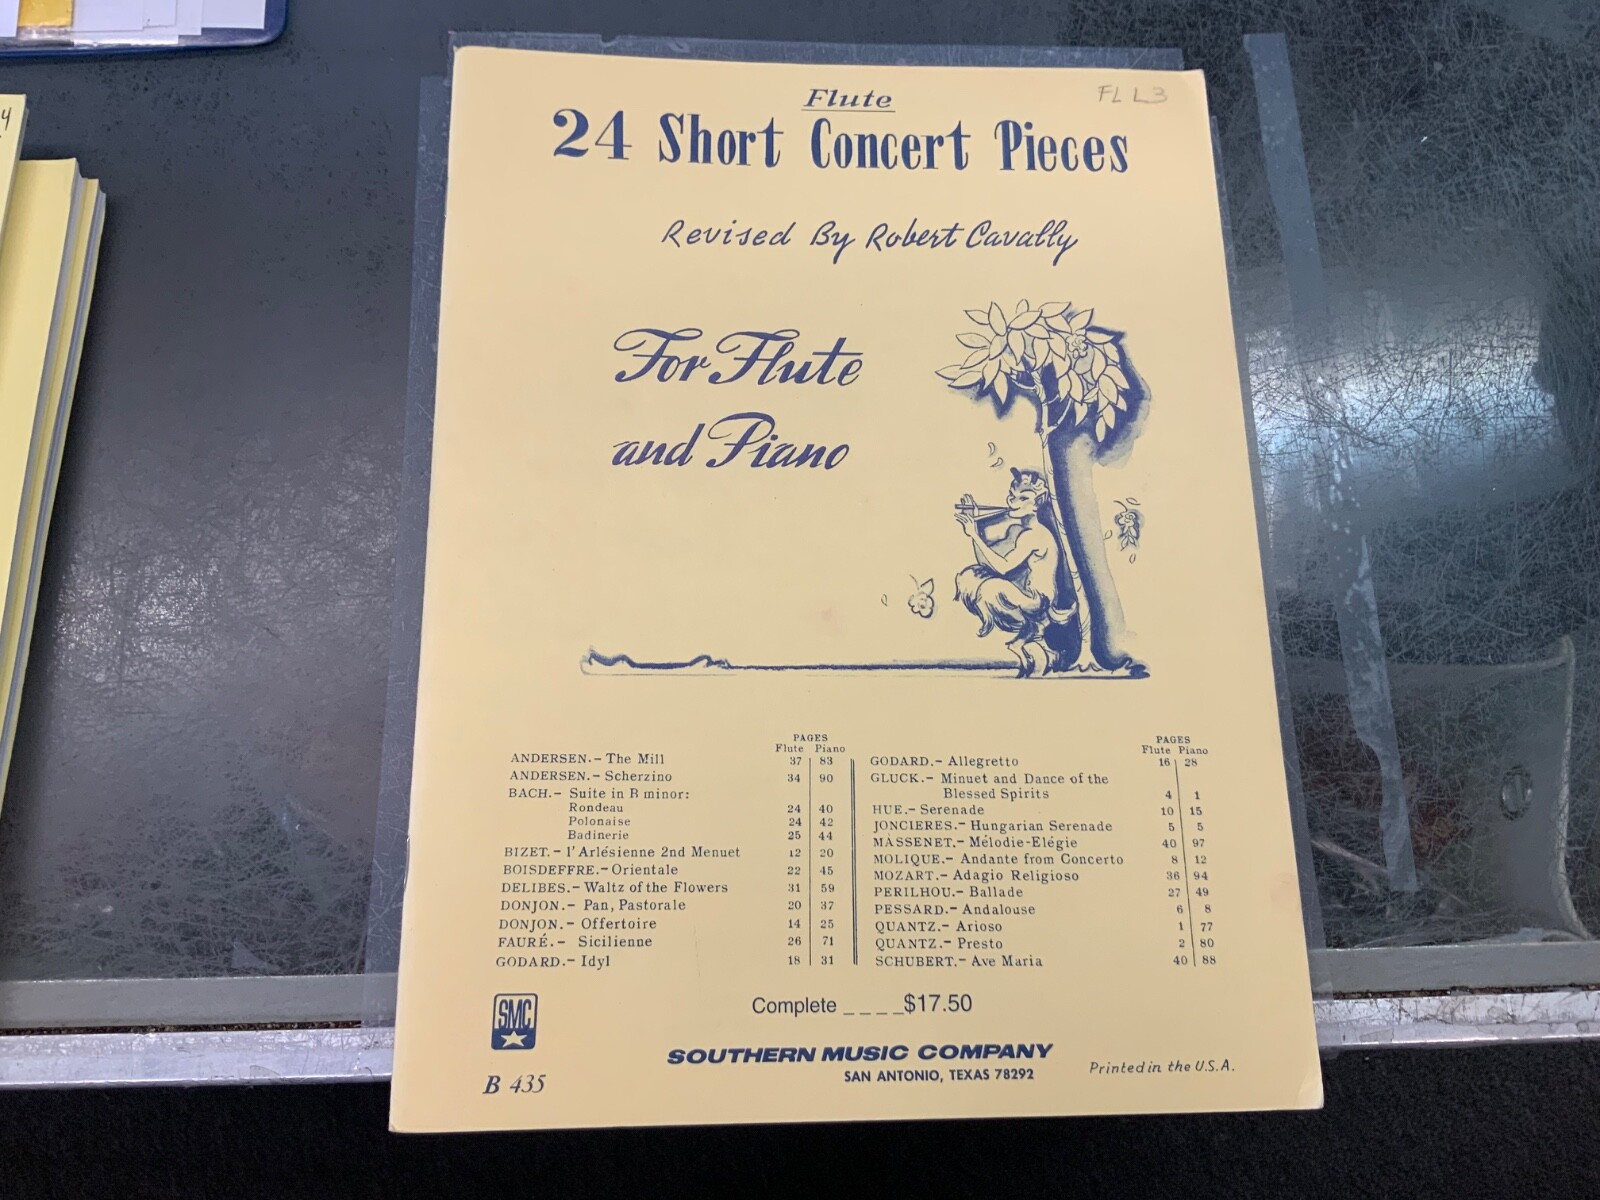 4
Flute
FL L3
24 Short Concert Pieces
Revised By Robert Cavally
For Flute
and Piano
PAGES
Flute Piano
ANDERSEN.- The Mill 37 83
ANDERSEN.- Scherzino 34 90
BACH.- Suite in B minor:
Rondeau 24 40
Polonaise 24 42
Badinerie 25 44
BIZET.- l'Arlésienne 2nd Menuet 12 20
BOISDEFFRE.- Orientale 22 45
DELIBES.- Waltz of the Flowers 31 59
DONJON.- Pan, Pastorale 20 37
DONJON.- Offertoire 14 25
FAURÉ.- Sicilienne 26 71
GODARD.- Idyl 18 31
PAGES
Flute Piano
GODARD.- Allegretto 16 28
GLUCK.- Minuet and Dance of the
Blessed Spirits 4 1
HUE.- Serenade 10 15
JONCIERES.- Hungarian Serenade 5 5
MASSENET.- Mélodie-Elégie 40 97
MOLIQUE.- Andante from Concerto 8 12
MOZART.- Adagio Religioso 36 94
PERILHOU.- Ballade 27 49
PESSARD.- Andalouse 6 8
QUANTZ.- Arioso 1 77
QUANTZ.- Presto 2 80
SCHUBERT.- Ave Maria 40 88
Complete _ _ _ _$17.50
SMC
SOUTHERN MUSIC COMPANY
SAN ANTONIO, TEXAS 78292
Printed in the U.S.A.
B 435